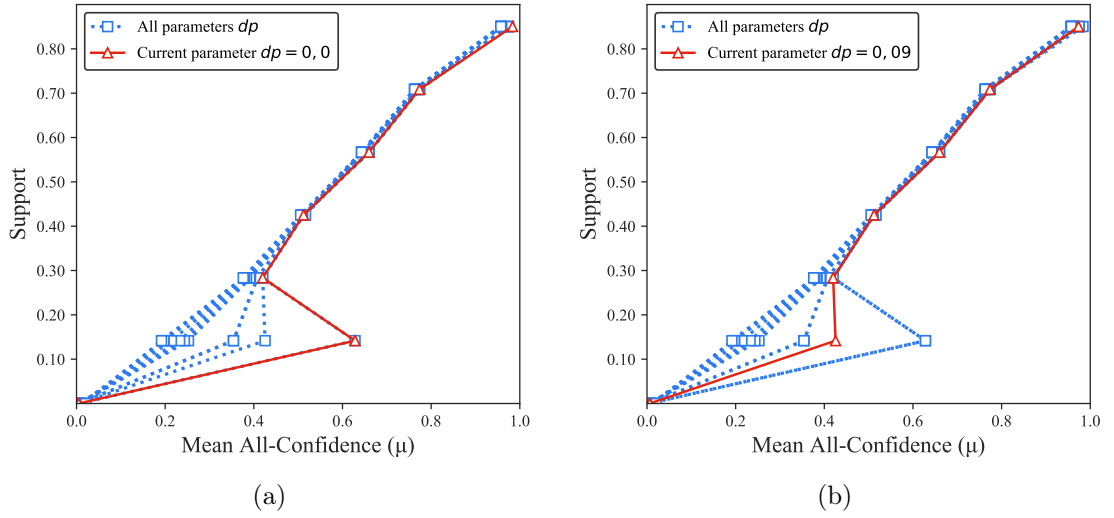 All parameters dp
Current parameter dp = 0, 0
0.80
0.70
0.60
0.50
0.40
0.30
0.20
0.10
Support
0.0
0.2
0.4
0.6
0.8
1.0
Mean All-Confidence (μ)
(a)
All parameters dp
Current parameter dp = 0, 09
0.80
0.70
0.60
0.50
0.40
0.30
0.20
0.10
Support
0.0
0.2
0.4
0.6
0.8
1.0
Mean All-Confidence (μ)
(b)